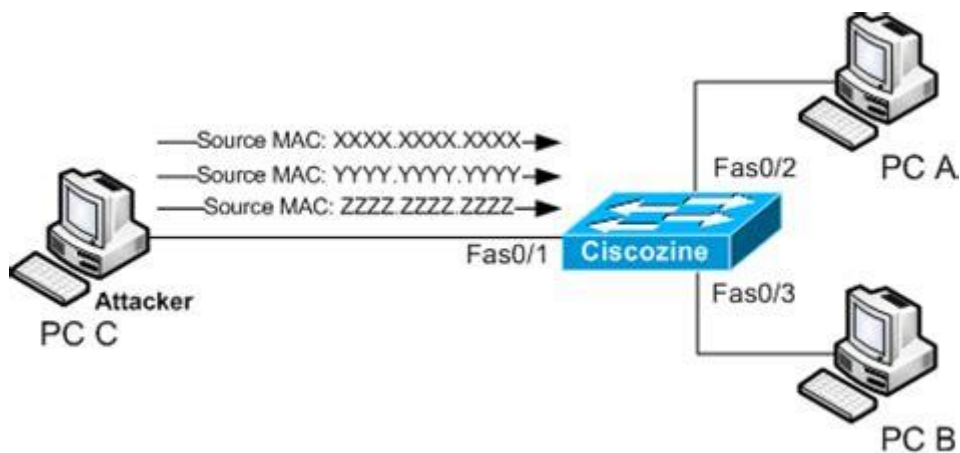 Source MAC: XXXX.XXXX.XXXX
Source MAC: YYYY.YYYY.YYYY
Source MAC: ZZZZ.ZZZZ.ZZZZ
Fas0/1
Ciscozine
Fas0/2
PC A
Fas0/3
PC B
Attacker
PC C